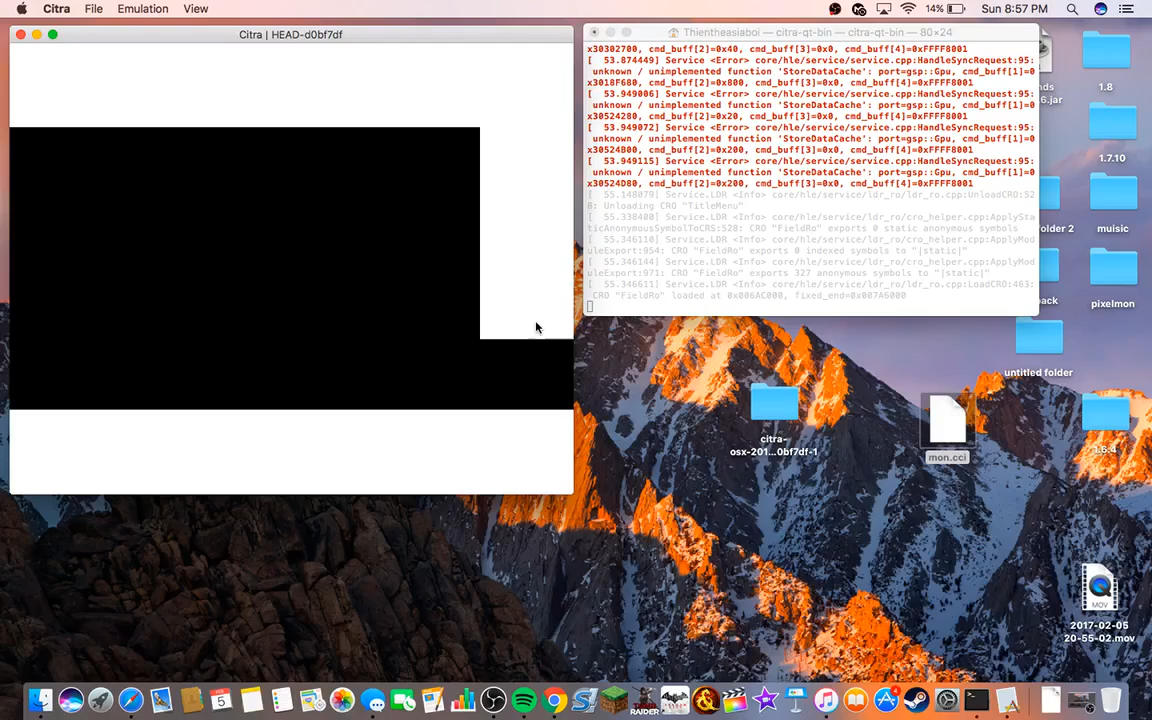 Citra File Emulation View 14% Sun 8:57 PM
Citra | HEAD-d0bf7df
Thientheasiaboi — citra-qt-bin — citra-qt-bin — 80×24
x30302700, cmd_buff[2]=0x40, cmd_buff[3]=0x0, cmd_buff[4]=0xFFFF8001
[  53.874449] Service <Error> core/hle/service/service.cpp:HandleSyncRequest:95:
unknown / unimplemented function 'StoreDataCache': port=gsp::Gpu, cmd_buff[1]=0
x3018F680, cmd_buff[2]=0x800, cmd_buff[3]=0x0, cmd_buff[4]=0xFFFF8001
[  53.949006] Service <Error> core/hle/service/service.cpp:HandleSyncRequest:95:
unknown / unimplemented function 'StoreDataCache': port=gsp::Gpu, cmd_buff[1]=0
x30524280, cmd_buff[2]=0x20, cmd_buff[3]=0x0, cmd_buff[4]=0xFFFF8001
[  53.949072] Service <Error> core/hle/service/service.cpp:HandleSyncRequest:95:
unknown / unimplemented function 'StoreDataCache': port=gsp::Gpu, cmd_buff[1]=0
x30524B00, cmd_buff[2]=0x200, cmd_buff[3]=0x0, cmd_buff[4]=0xFFFF8001
[  53.949115] Service <Error> core/hle/service/service.cpp:HandleSyncRequest:95:
unknown / unimplemented function 'StoreDataCache': port=gsp::Gpu, cmd_buff[1]=0
x30524D80, cmd_buff[2]=0x200, cmd_buff[3]=0x0, cmd_buff[4]=0xFFFF8001
[  55.148079] Service.LDR <Info> core/hle/service/ldr_ro/ldr_ro.cpp:UnloadCRO:52
8: Unloading CRO "TitleMenu"
[  55.338400] Service.LDR <Info> core/hle/service/ldr_ro/cro_helper.cpp:ApplySta
ticAnonymousSymbolToCRS:528: CRO "FieldRo" exports 0 static anonymous symbols
[  55.346110] Service.LDR <Info> core/hle/service/ldr_ro/cro_helper.cpp:ApplyMod
uleExport:954: CRO "FieldRo" exports 0 indexed symbols to "|static|"
[  55.346144] Service.LDR <Info> core/hle/service/ldr_ro/cro_helper.cpp:ApplyMod
uleExport:971: CRO "FieldRo" exports 327 anonymous symbols to "|static|"
[  55.346611] Service.LDR <Info> core/hle/service/ldr_ro/ldr_ro.cpp:LoadCRO:463:
CRO "FieldRo" loaded at 0x006AC000, fixed_end=0x007A6000
nds
6.jar
1.8
1.7.10
folder 2
muisic
pack
pixelmon
untitled folder
citra-
osx-201...0bf7df-1
mon.cci
1.6.4
MOV
2017-02-05
20-55-02.mov
5
TOMB
RAIDER